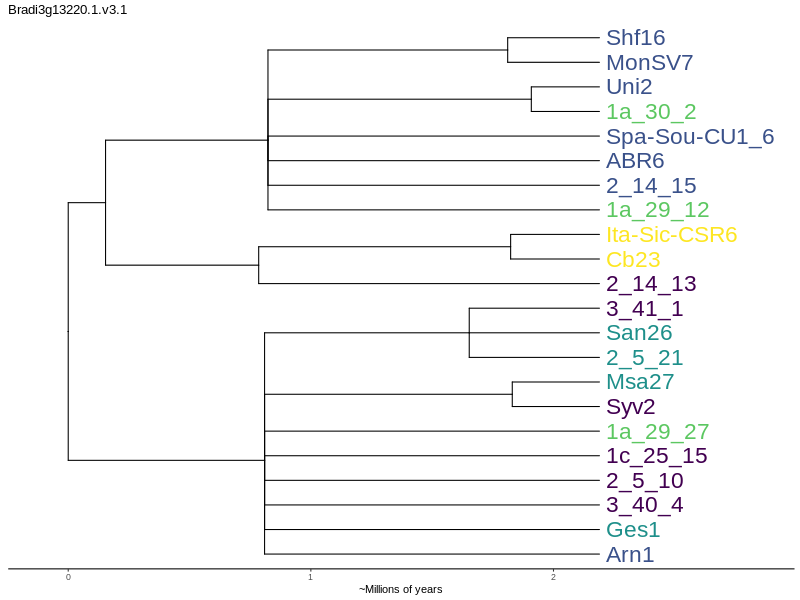 Bradi3g13220.1.v3.1
Shf16
MonSV7
Uni2
1a_30_2
Spa-Sou-CU1_6
ABR6
2_14_15
1a_29_12
Ita-Sic-CSR6
Cb23
2_14_13
3_41_1
San26
2_5_21
Msa27
Syv2
1a_29_27
1c_25_15
2_5_10
3_40_4
Ges1
Arn1
0 1 2
~Millions of years